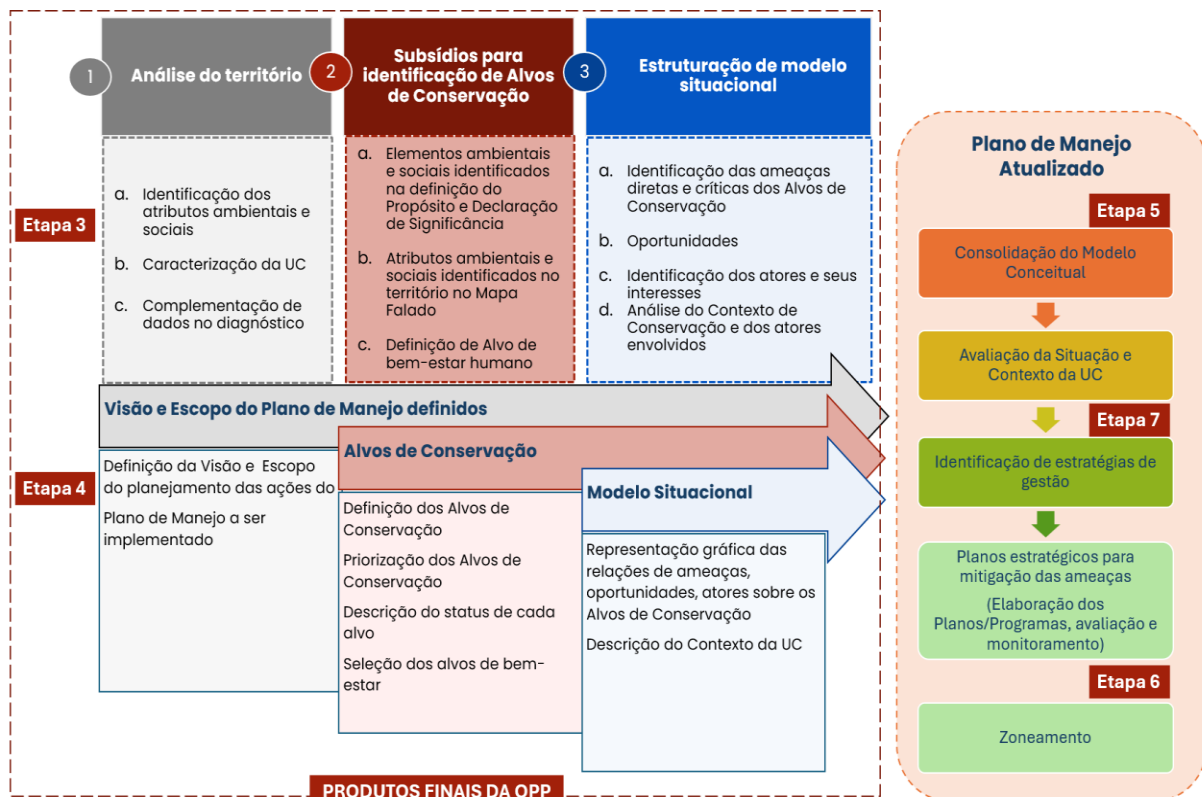 1
Análise do território
2
Subsídios para
identificação de Alvos
de Conservação
3
Estruturação de modelo
situacional
Etapa 3
a. Identificação dos
atributos ambientais e
sociais
b. Caracterização da UC
c. Complementação de
dados no diagnóstico
a. Elementos ambientais
e sociais identificados
na definição do
Propósito e Declaração
de Significância
b. Atributos ambientais e
sociais identificados no
território no Mapa
Falado
c. Definição de Alvo de
bem-estar humano
a. Identificação das ameaças
diretas e críticas dos Alvos de
Conservação
b. Oportunidades
c. Identificação dos atores e seus
interesses
d. Análise do Contexto de
Conservação e dos atores
envolvidos
Visão e Escopo do Plano de Manejo definidos
Etapa 4
Definição da Visão e Escopo
do planejamento das ações do
Plano de Manejo a ser
implementado
Alvos de Conservação
Definição dos Alvos de
Conservação
Priorização dos Alvos de
Conservação
Descrição do status de cada
alvo
Seleção dos alvos de bem-
estar
Modelo Situacional
Representação gráfica das
relações de ameaças,
oportunidades, atores sobre os
Alvos de Conservação
Descrição do Contexto da UC
PRODUTOS FINAIS DA OPP
Plano de Manejo
Atualizado
Etapa 5
Consolidação do Modelo
Conceitual
Avaliação da Situação e
Contexto da UC
Etapa 7
Identificação de estratégias de
gestão
Planos estratégicos para
mitigação das ameaças
(Elaboração dos
Planos/Programas, avaliação e
monitoramento)
Etapa 6
Zoneamento